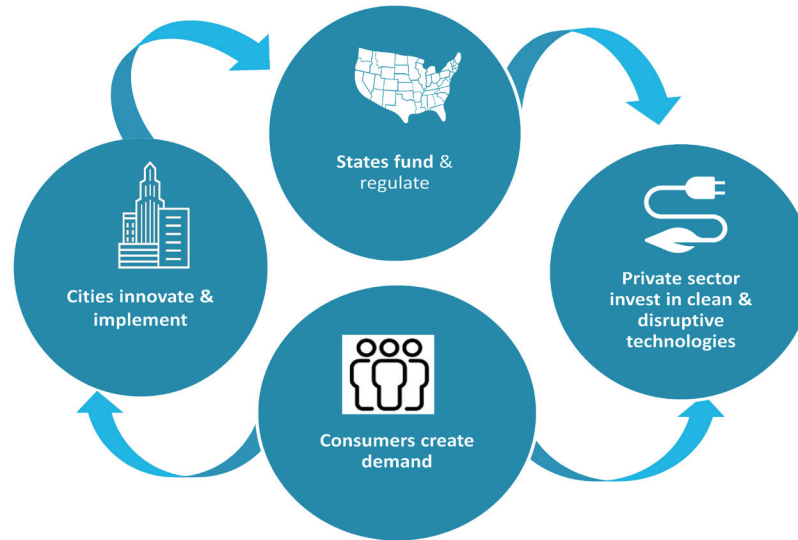 States fund &
regulate
Cities innovate &
implement
Private sector
invest in clean &
disruptive
technologies
Consumers create
demand